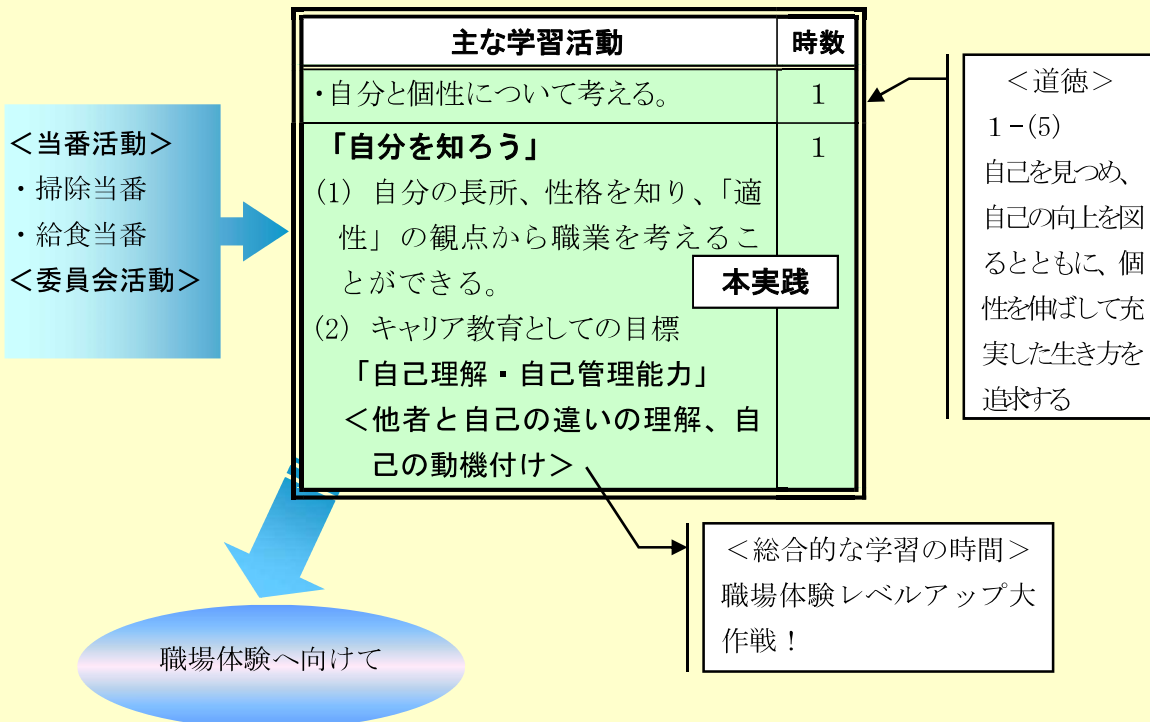 主な学習活動 時数
・自分と個性について考える。 1
「自分を知ろう」 1
(1) 自分の長所、性格を知り、「適
性」の観点から職業を考えるこ
とができる。
本実践
(2) キャリア教育としての目標
「自己理解・自己管理能力」
＜他者と自己の違いの理解、自
己の動機付け＞
＜当番活動＞
・掃除当番
・給食当番
＜委員会活動＞
＜道徳＞
１−(5)
自己を見つめ、
自己の向上を図
るとともに、個
性を伸ばして充
実した生き方を
追求する
＜総合的な学習の時間＞
職場体験レベルアップ大
作戦！
職場体験へ向けて